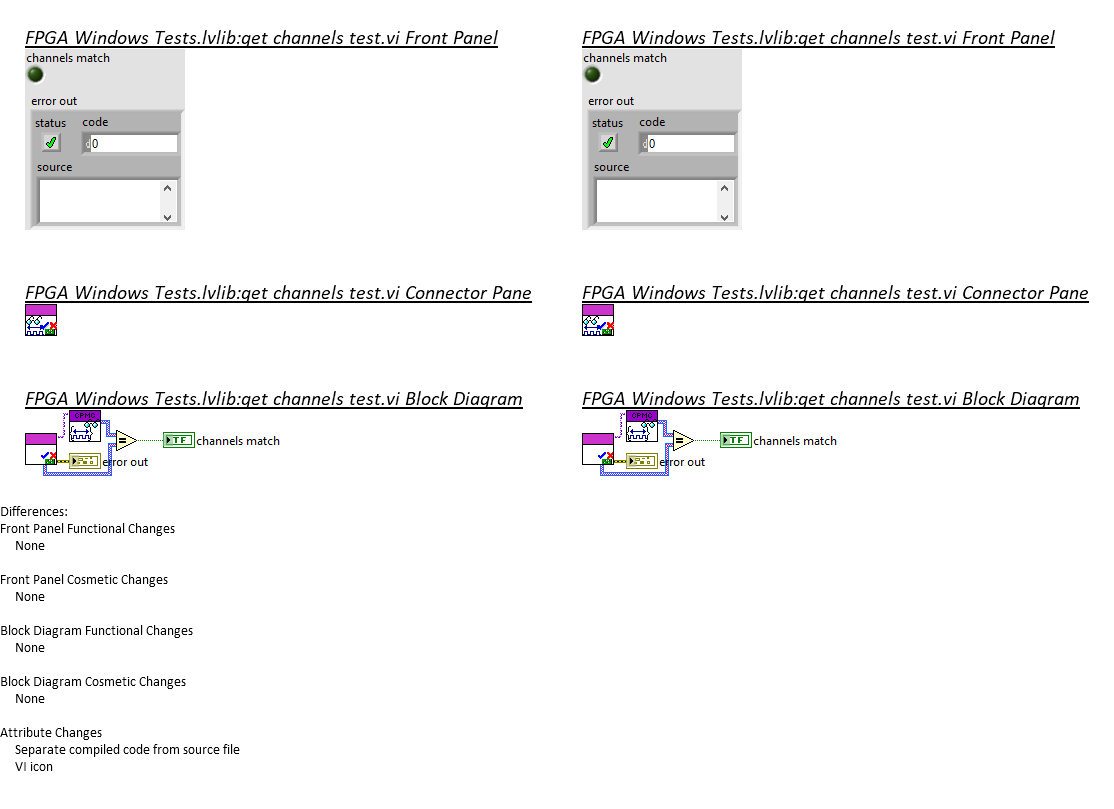 FPGA Windows Tests.lvlib:get channels test.vi Front Panel
channels match
error out
status code
0
source
FPGA Windows Tests.lvlib:get channels test.vi Front Panel
channels match
error out
status code
0
source
FPGA Windows Tests.lvlib:get channels test.vi Connector Pane
FPGA Windows Tests.lvlib:get channels test.vi Connector Pane
FPGA Windows Tests.lvlib:get channels test.vi Block Diagram
TF channels match
error out
FPGA Windows Tests.lvlib:get channels test.vi Block Diagram
TF channels match
error out
Differences:
Front Panel Functional Changes
None
Front Panel Cosmetic Changes
None
Block Diagram Functional Changes
None
Block Diagram Cosmetic Changes
None
Attribute Changes
Separate compiled code from source file
VI icon